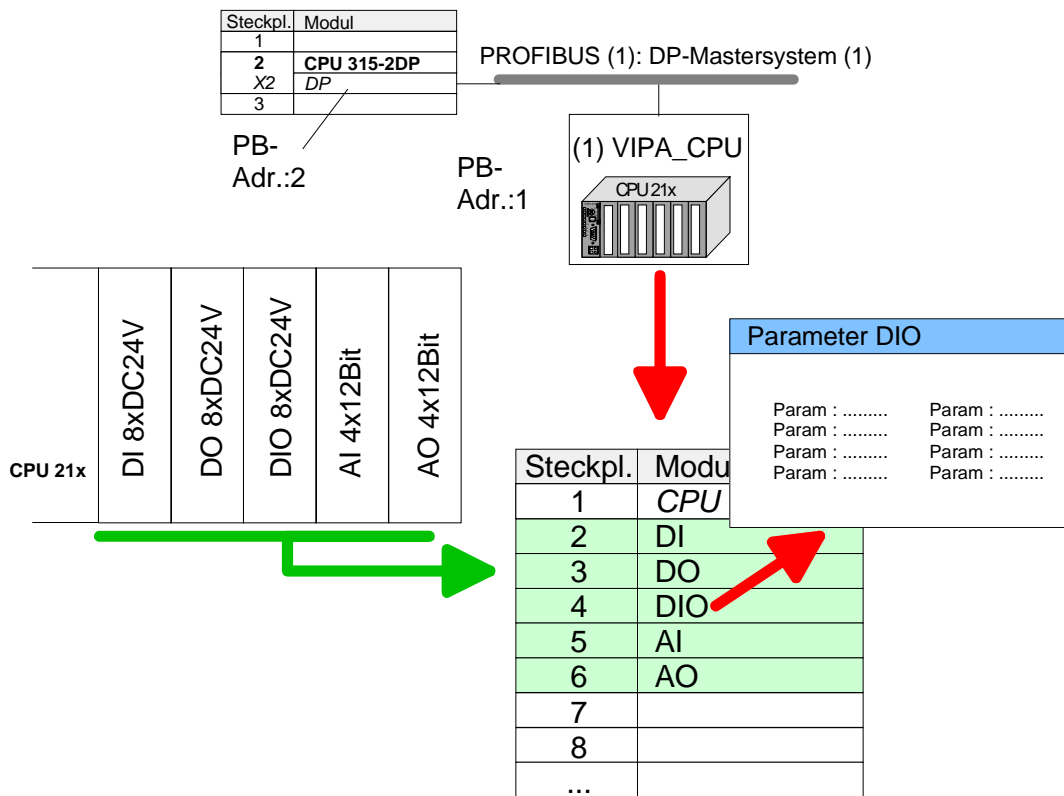 Steckpl. Modul
1
2 CPU 315-2DP
X2 DP
3
PROFIBUS (1): DP-Mastersystem (1)
PB-
Adr.:2
PB-
Adr.:1
(1) VIPA_CPU
CPU 21x
CPU 21x
DI 8xDC24V
DO 8xDC24V
DIO 8xDC24V
AI 4x12Bit
AO 4x12Bit
Parameter DIO
Param : ......... Param : .........
Param : ......... Param : .........
Param : ......... Param : .........
Param : ......... Param : .........
Steckpl. Modu
1 CPU
2 DI
3 DO
4 DIO
5 AI
6 AO
7
8
...